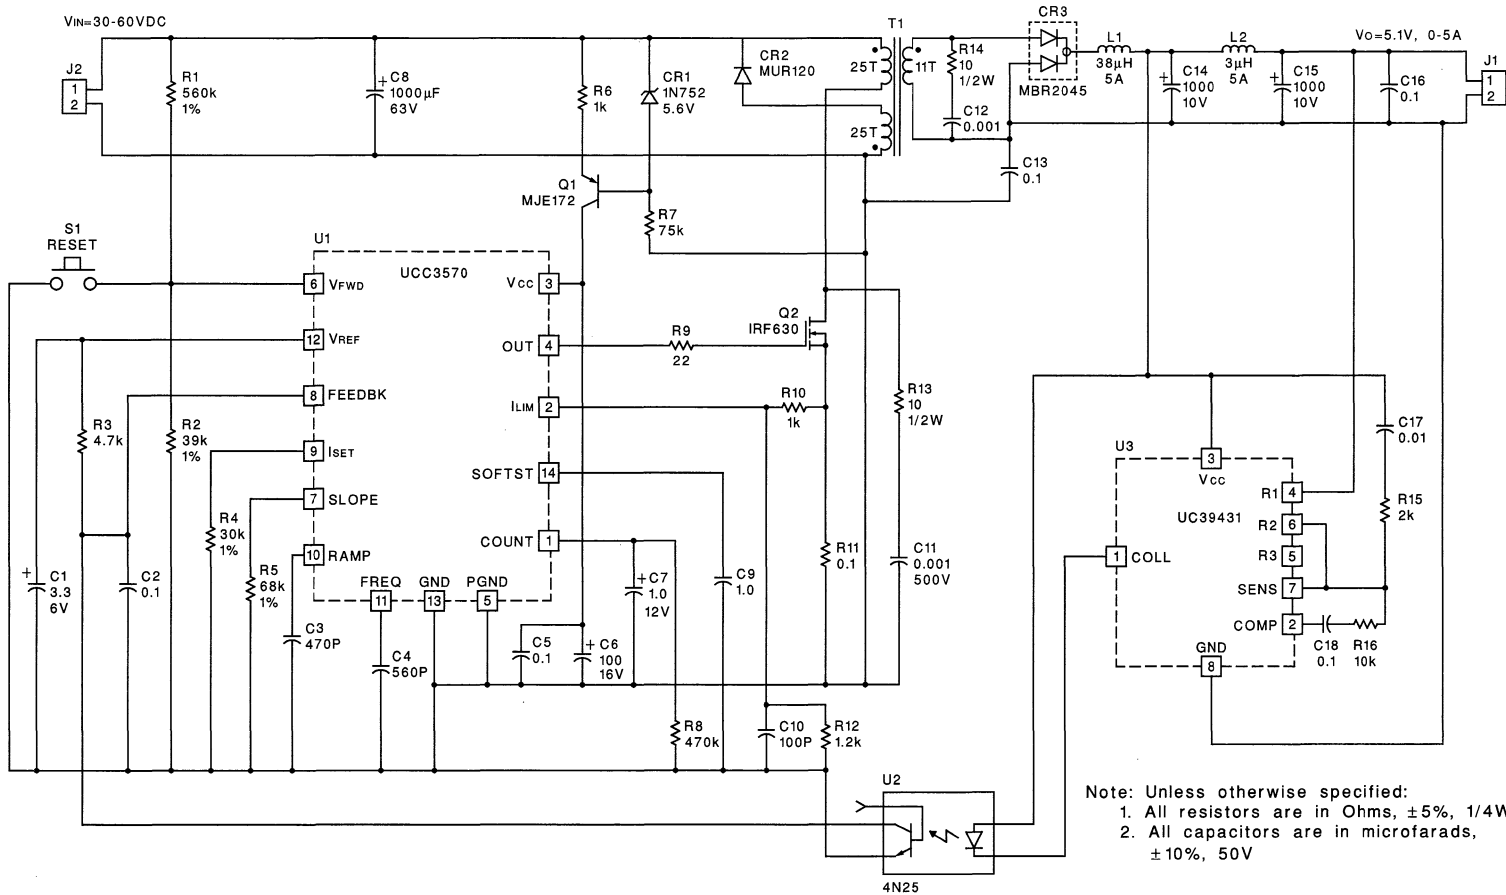 VIN=30-60VDC
J2
1
2
R1
560k
1%
C8
1000µF
63V
R6
1k
CR1
1N752
5.6V
CR2
MUR120
T1
25T
25T
11T
R14
10
1/2W
C12
0.001
CR3
MBR2045
L1
38µH
5A
L2
3µH
5A
C14
1000
10V
C15
1000
10V
C16
0.1
VO=5.1V, 0-5A
J1
1
2
C13
0.1
Q1
MJE172
R7
75k
S1
RESET
U1
UCC3570
6 VFWD
12 VREF
8 FEEDBK
9 ISET
7 SLOPE
10 RAMP
FREQ
11
GND
13
PGND
5
VCC 3
OUT 4
ILIM 2
SOFTST 14
COUNT 1
R9
22
Q2
IRF630
R10
1k
R13
10
1/2W
R3
4.7k
R2
39k
1%
R4
30k
1%
R5
68k
1%
C1
3.3
6V
C2
0.1
C3
470P
C4
560P
C5
0.1
C6
100
16V
C7
1.0
12V
C9
1.0
R11
0.1
C11
0.001
500V
R8
470k
C10
100P
R12
1.2k
U2
4N25
U3
3
VCC
UC39431
1 COLL
R1 4
R2 6
R3 5
SENS 7
COMP 2
GND
8
C17
0.01
R15
2k
C18
0.1
R16
10k
Note: Unless otherwise specified:
1. All resistors are in Ohms, ±5%, 1/4W
2. All capacitors are in microfarads,
±10%, 50V